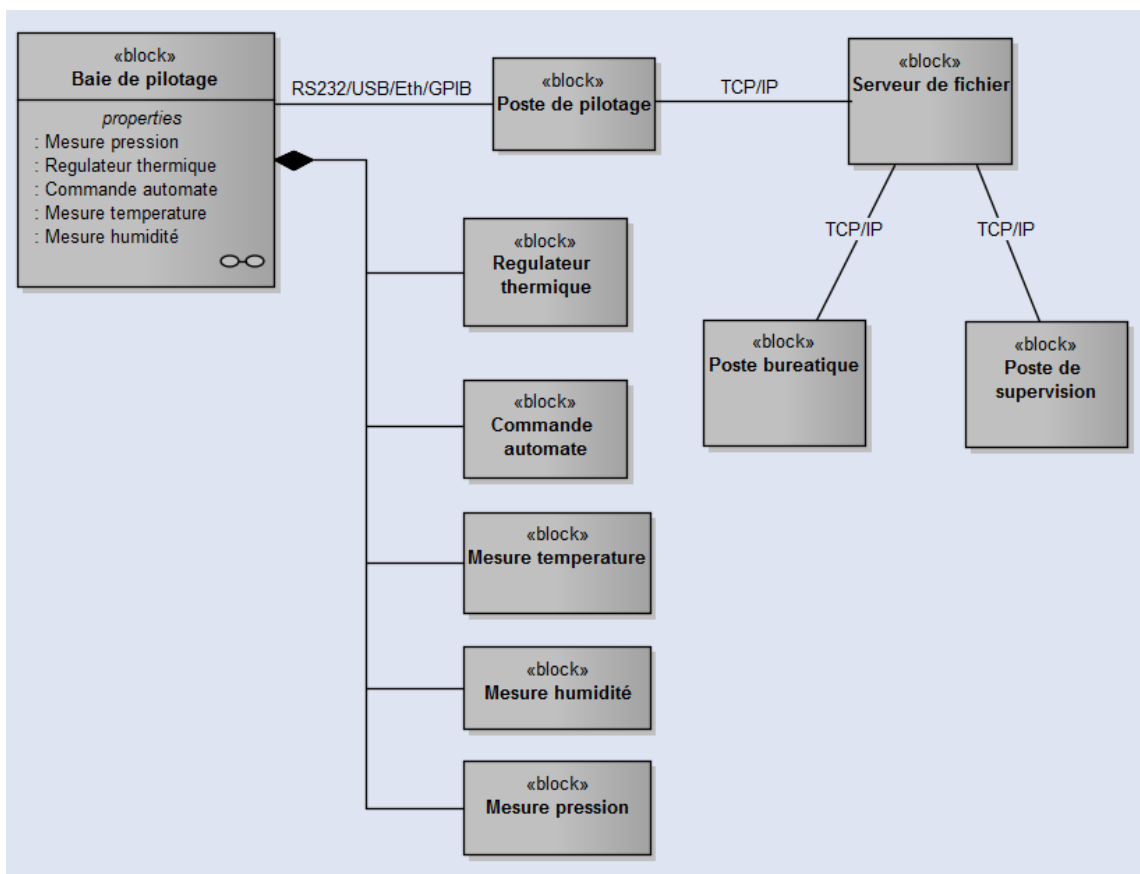 «block»
Baie de pilotage
properties
: Mesure pression
: Regulateur thermique
: Commande automate
: Mesure temperature
: Mesure humidité
RS232/USB/Eth/GPIB
«block»
Poste de pilotage
TCP/IP
«block»
Serveur de fichier
TCP/IP
TCP/IP
«block»
Regulateur
thermique
«block»
Poste bureatique
«block»
Poste de
supervision
«block»
Commande
automate
«block»
Mesure temperature
«block»
Mesure humidité
«block»
Mesure pression